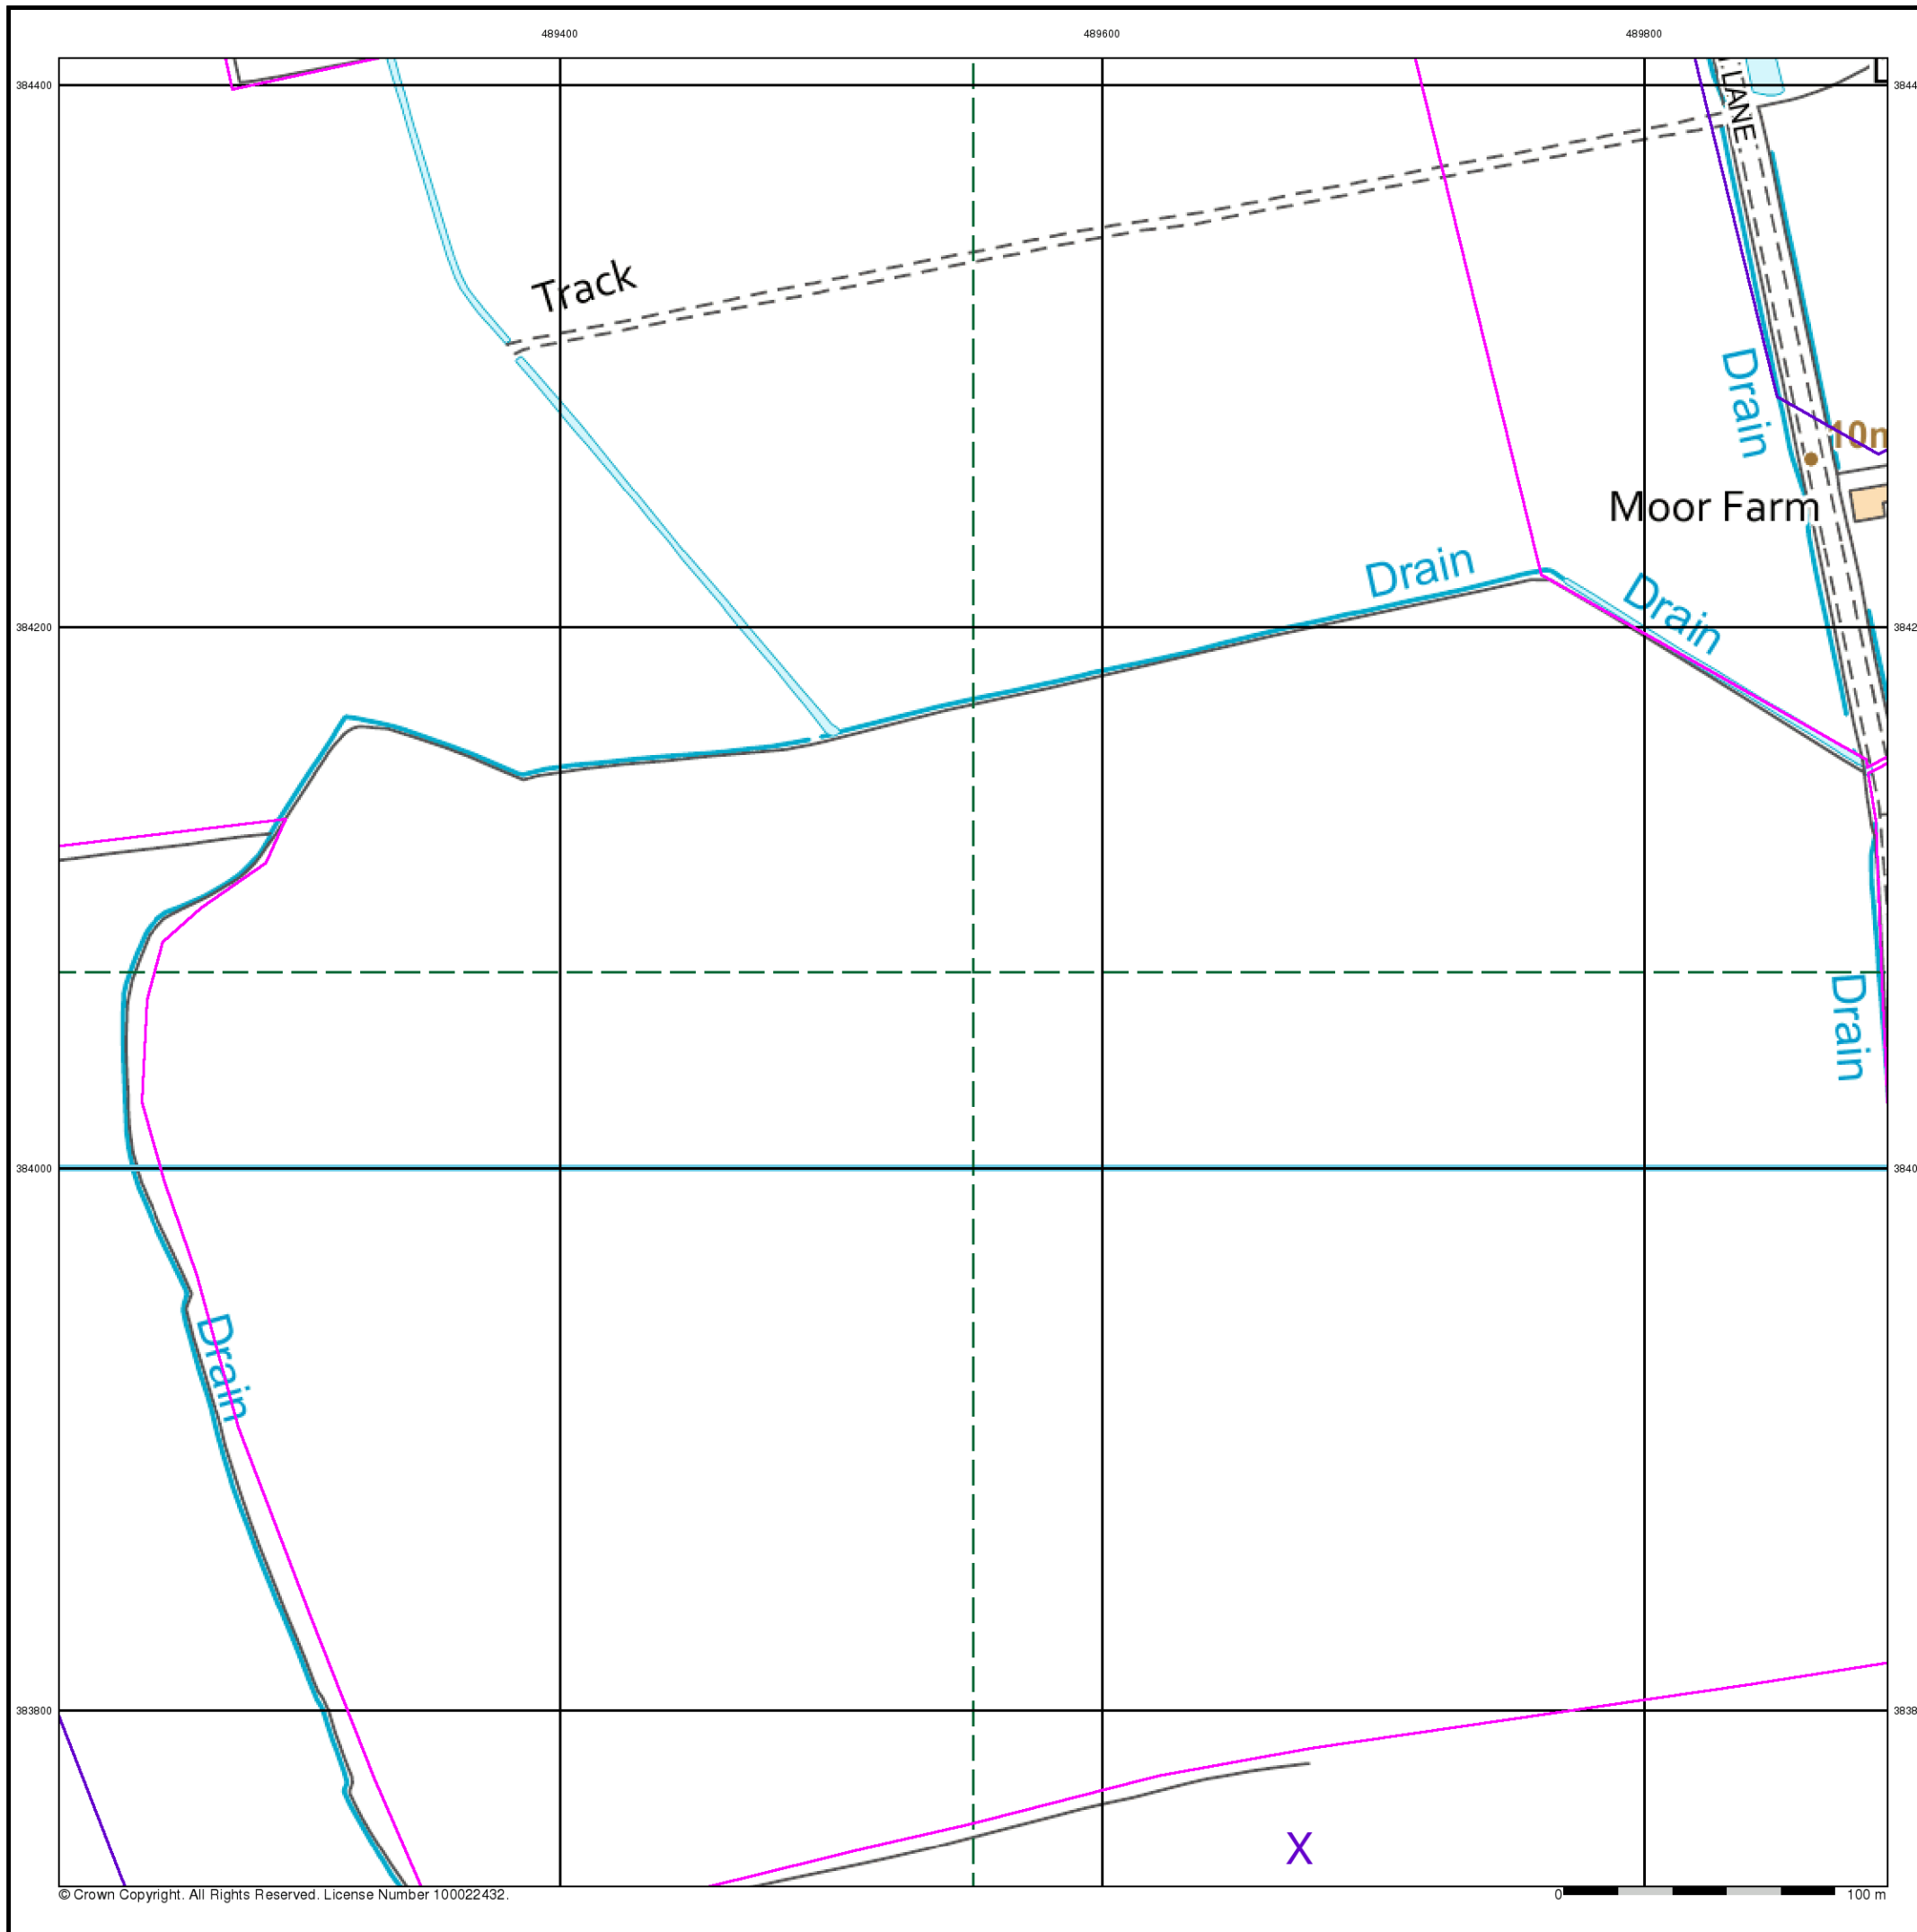 489400
489600
489800
384400
384200
384000
383800
LANE
Track
Drain
10m
Moor Farm
Drain
Drain
Drain
Drain
X
© Crown Copyright. All Rights Reserved. License Number 100022432.
0
100 m